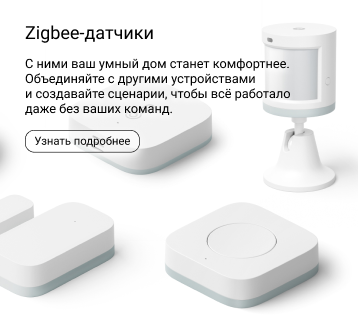 Zigbee-датчики
С ними ваш умный дом станет комфортнее.
Объединяйте с другими устройствами
и создавайте сценарии, чтобы всё работало
даже без ваших команд.
Узнать подробнее